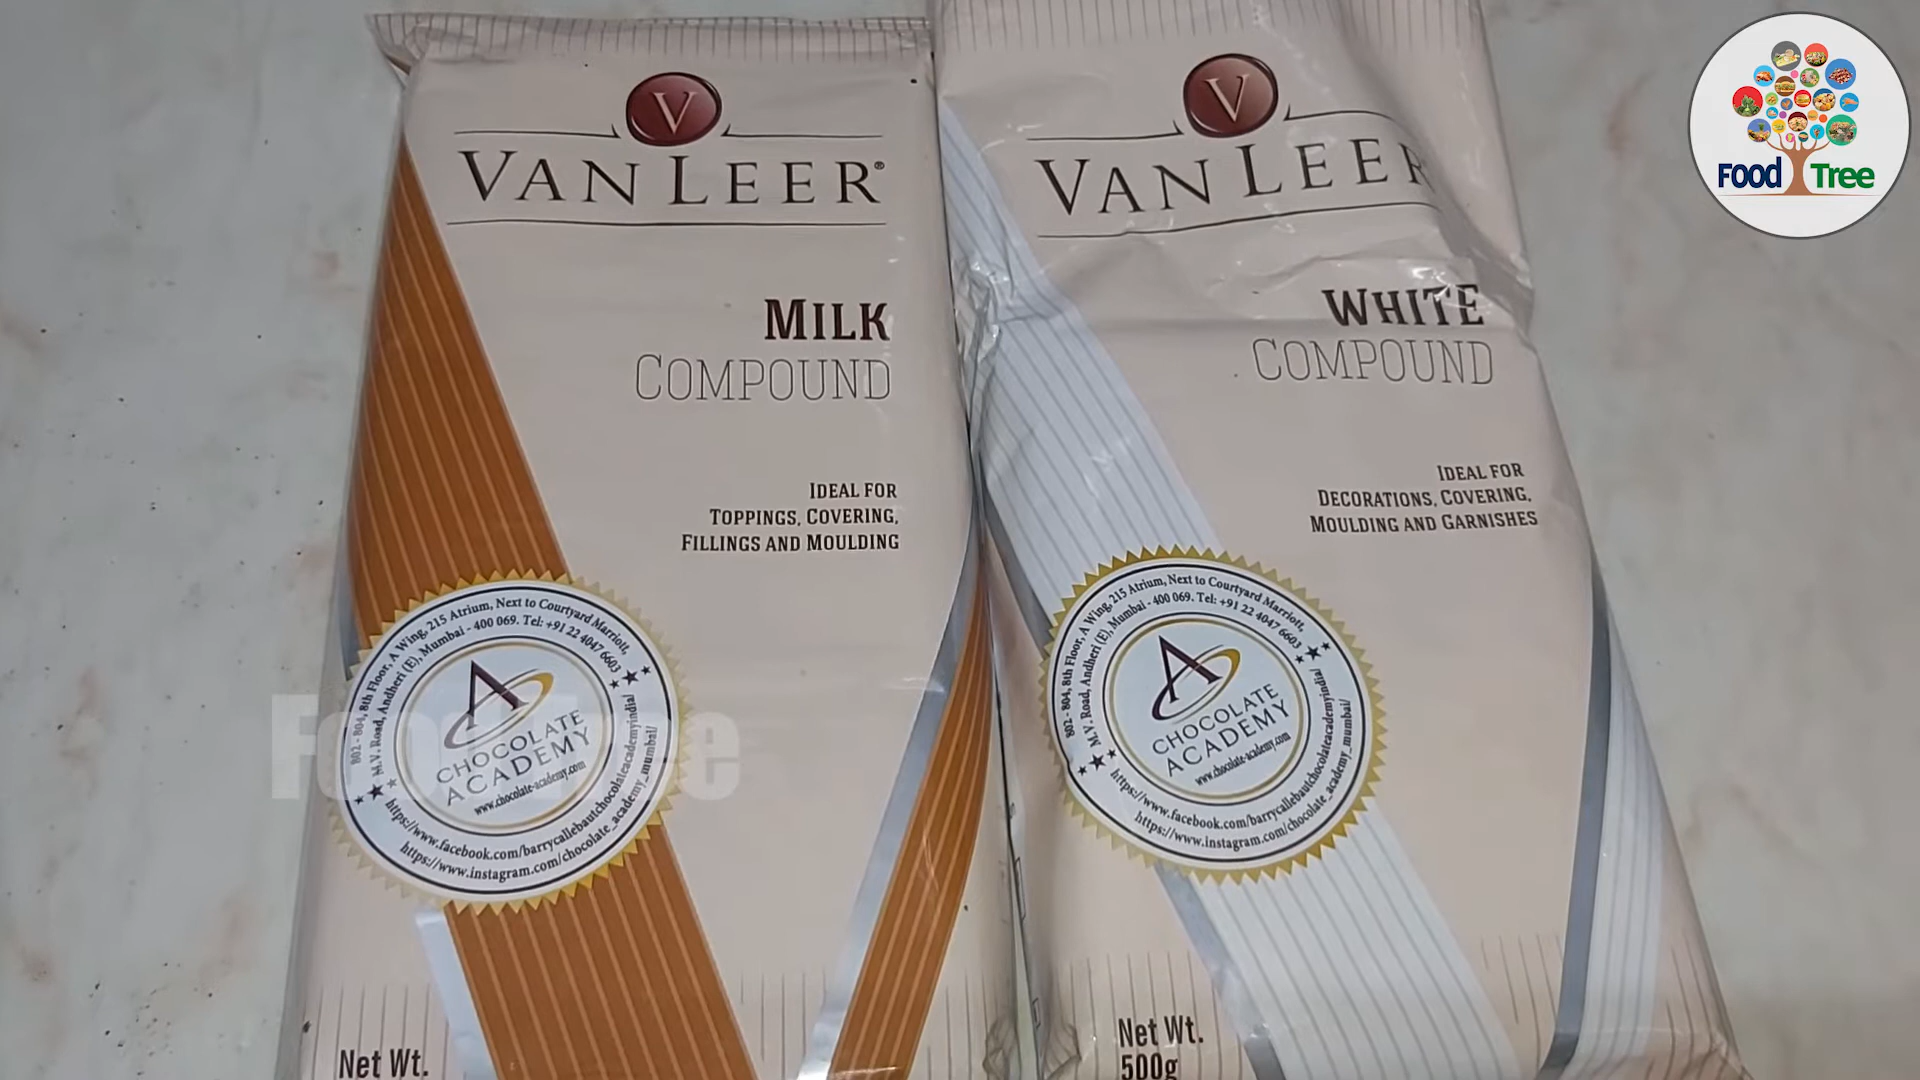 V
VAN LEER®
MILK
COMPOUND
IDEAL FOR
TOPPINGS, COVERING,
FILLINGS AND MOULDING
802 - 804, 8th Floor, A Wing, 215 Atrium, Next to Courtyard Marriott,
M.V. Road, Andheri (E), Mumbai - 400 069. Tel: +91 22 4047 6603
A
CHOCOLATE
ACADEMY
www.chocolate-academy.com
https://www.facebook.com/barrycallebautchocolateacademyindia/
https://www.instagram.com/chocolate_academy_mumbai/
Net Wt.
V
VAN LEER
WHITE
COMPOUND
IDEAL FOR
DECORATIONS, COVERING,
MOULDING AND GARNISHES
802 - 804, 8th Floor, A Wing, 215 Atrium, Next to Courtyard Marriott,
M.V. Road, Andheri (E), Mumbai - 400 069. Tel: +91 22 4047 6603
A
CHOCOLATE
ACADEMY
www.chocolate-academy.com
https://www.facebook.com/barrycallebautchocolateacademyindia/
https://www.instagram.com/chocolate_academy_mumbai/
Net Wt.
500g
Food Tree
Food Tree